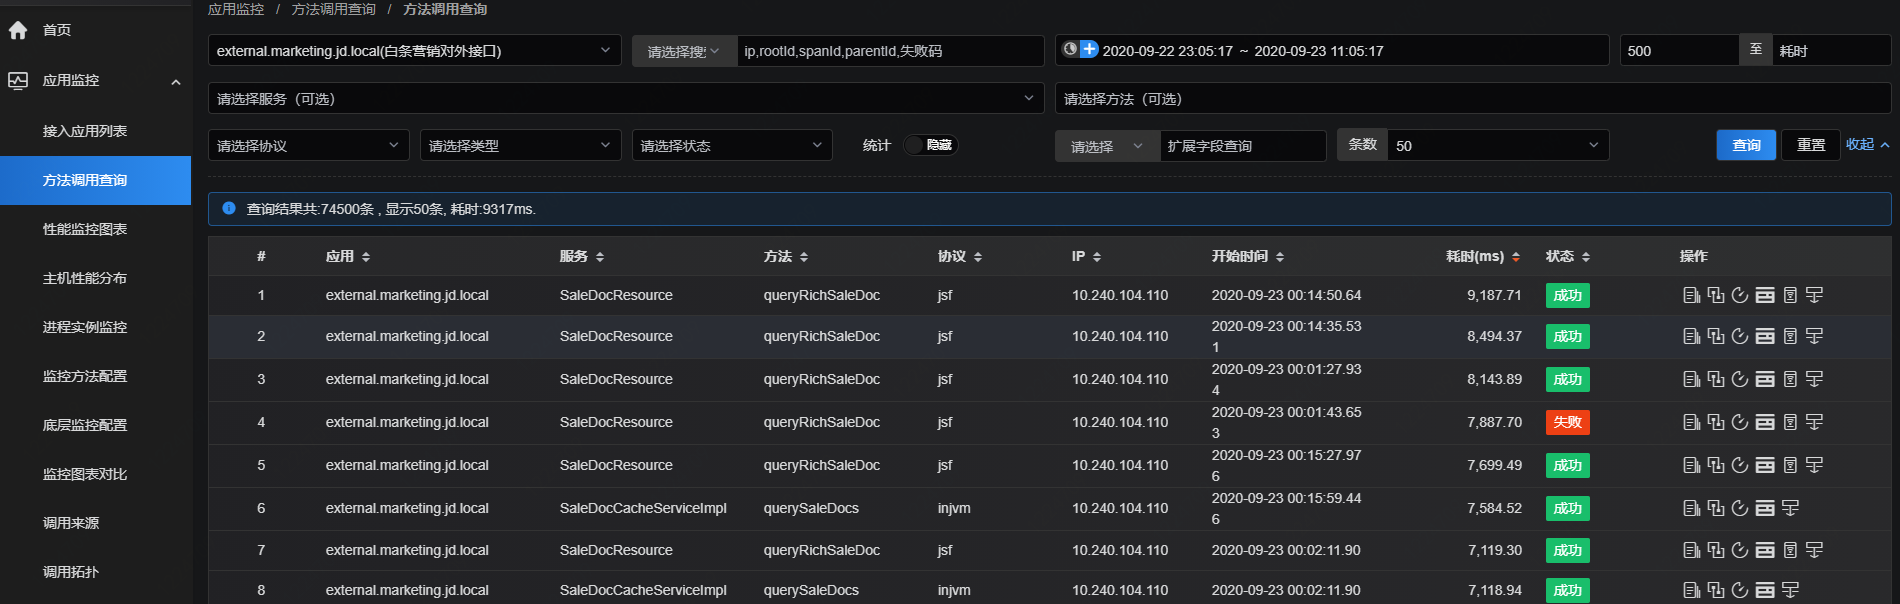 应用监控 / 方法调用查询 / 方法调用查询
首页
应用监控
接入应用列表
方法调用查询
性能监控图表
主机性能分布
进程实例监控
监控方法配置
底层监控配置
监控图表对比
调用来源
调用拓扑
external.marketing.jd.local(白条营销对外接口)
请选择搜
ip,rootId,spanId,parentId,失败码
2020-09-22 23:05:17 ~ 2020-09-23 11:05:17
500 至 耗时
请选择服务（可选）
请选择方法（可选）
请选择协议
请选择类型
请选择状态
统计 隐藏
请选择 扩展字段查询
条数 50
查询 重置 收起
查询结果共:74500条 , 显示50条, 耗时:9317ms.
# 应用 服务 方法 协议 IP 开始时间 耗时(ms) 状态 操作
1 external.marketing.jd.local SaleDocResource queryRichSaleDoc jsf 10.240.104.110 2020-09-23 00:14:50.64 9,187.71 成功
2 external.marketing.jd.local SaleDocResource queryRichSaleDoc jsf 10.240.104.110 2020-09-23 00:14:35.53
1 8,494.37 成功
3 external.marketing.jd.local SaleDocResource queryRichSaleDoc jsf 10.240.104.110 2020-09-23 00:01:27.93
4 8,143.89 成功
4 external.marketing.jd.local SaleDocResource queryRichSaleDoc jsf 10.240.104.110 2020-09-23 00:01:43.65
3 7,887.70 失败
5 external.marketing.jd.local SaleDocResource queryRichSaleDoc jsf 10.240.104.110 2020-09-23 00:15:27.97
6 7,699.49 成功
6 external.marketing.jd.local SaleDocCacheServiceImpl querySaleDocs injvm 10.240.104.110 2020-09-23 00:15:59.44
6 7,584.52 成功
7 external.marketing.jd.local SaleDocResource queryRichSaleDoc jsf 10.240.104.110 2020-09-23 00:02:11.90 7,119.30 成功
8 external.marketing.jd.local SaleDocCacheServiceImpl querySaleDocs injvm 10.240.104.110 2020-09-23 00:02:11.90 7,118.94 成功